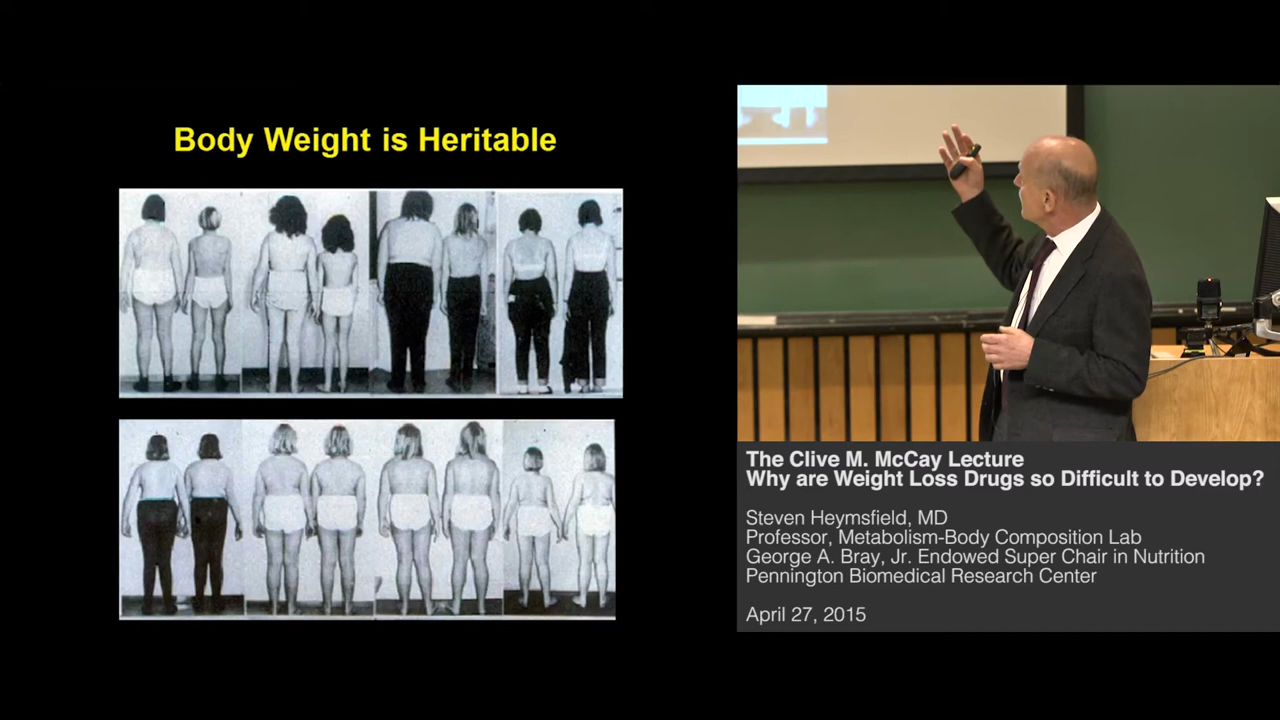 Body Weight is Heritable
The Clive M. McCay Lecture
Why are Weight Loss Drugs so Difficult to Develop?
Steven Heymsfield, MD
Professor, Metabolism-Body Composition Lab
George A. Bray, Jr. Endowed Super Chair in Nutrition
Pennington Biomedical Research Center
April 27, 2015